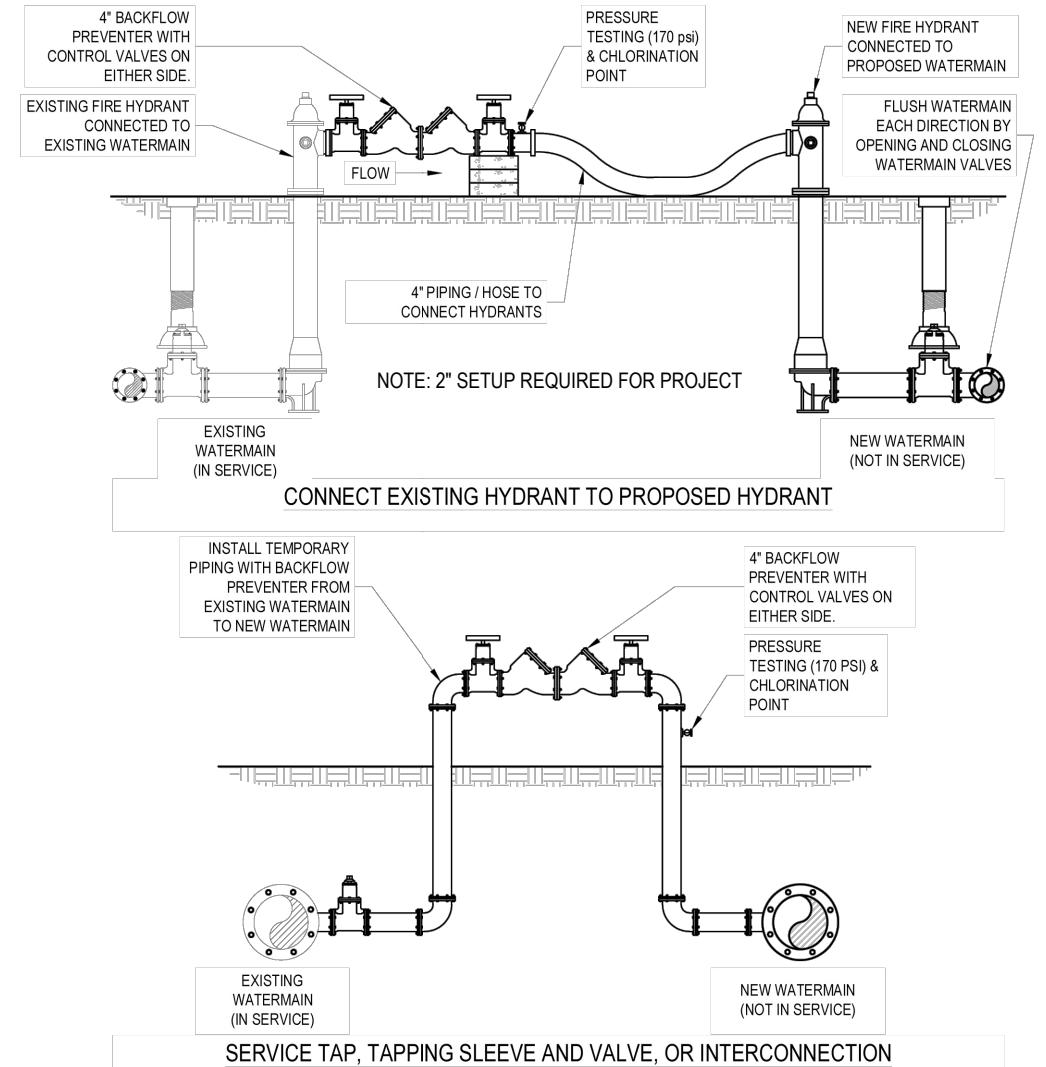 4" BACKFLOW
PREVENTER WITH
CONTROL VALVES ON
EITHER SIDE.
PRESSURE
TESTING (170 psi)
& CHLORINATION
POINT
NEW FIRE HYDRANT
CONNECTED TO
PROPOSED WATERMAIN
EXISTING FIRE HYDRANT
CONNECTED TO
EXISTING WATERMAIN
FLUSH WATERMAIN
EACH DIRECTION BY
OPENING AND CLOSING
WATERMAIN VALVES
FLOW
4" PIPING / HOSE TO
CONNECT HYDRANTS
NOTE: 2" SETUP REQUIRED FOR PROJECT
EXISTING
WATERMAIN
(IN SERVICE)
NEW WATERMAIN
(NOT IN SERVICE)
CONNECT EXISTING HYDRANT TO PROPOSED HYDRANT
INSTALL TEMPORARY
PIPING WITH BACKFLOW
PREVENTER FROM
EXISTING WATERMAIN
TO NEW WATERMAIN
4" BACKFLOW
PREVENTER WITH
CONTROL VALVES ON
EITHER SIDE.
PRESSURE
TESTING (170 PSI) &
CHLORINATION
POINT
EXISTING
WATERMAIN
(IN SERVICE)
NEW WATERMAIN
(NOT IN SERVICE)
SERVICE TAP, TAPPING SLEEVE AND VALVE, OR INTERCONNECTION